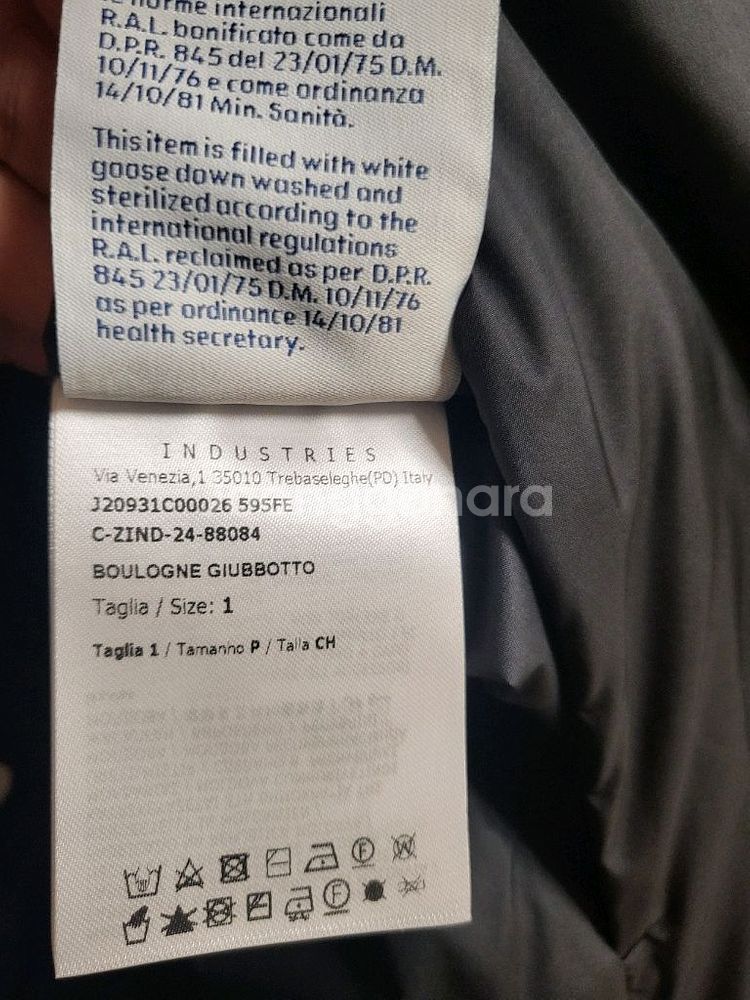 le norme internazionali
R.A.L. bonificato come da
D.P.R. 845 del 23/01/75 D.M.
10/11/76 e come ordinanza
14/10/81 Min. Sanità.
This item is filled with white
goose down washed and
sterilized according to the
international regulations
R.A.L. reclaimed as per D.P.R.
845 23/01/75 D.M. 10/11/76
as per ordinance 14/10/81
health secretary.
INDUSTRIES
Via Venezia,1 35010 Trebaseleghe(PD) Italy
J20931C00026 595FE
C-ZIND-24-88084
BOULOGNE GIUBBOTTO
Taglia / Size: 1
Taglia 1 / Tamanno P / Talla CH
F W
F